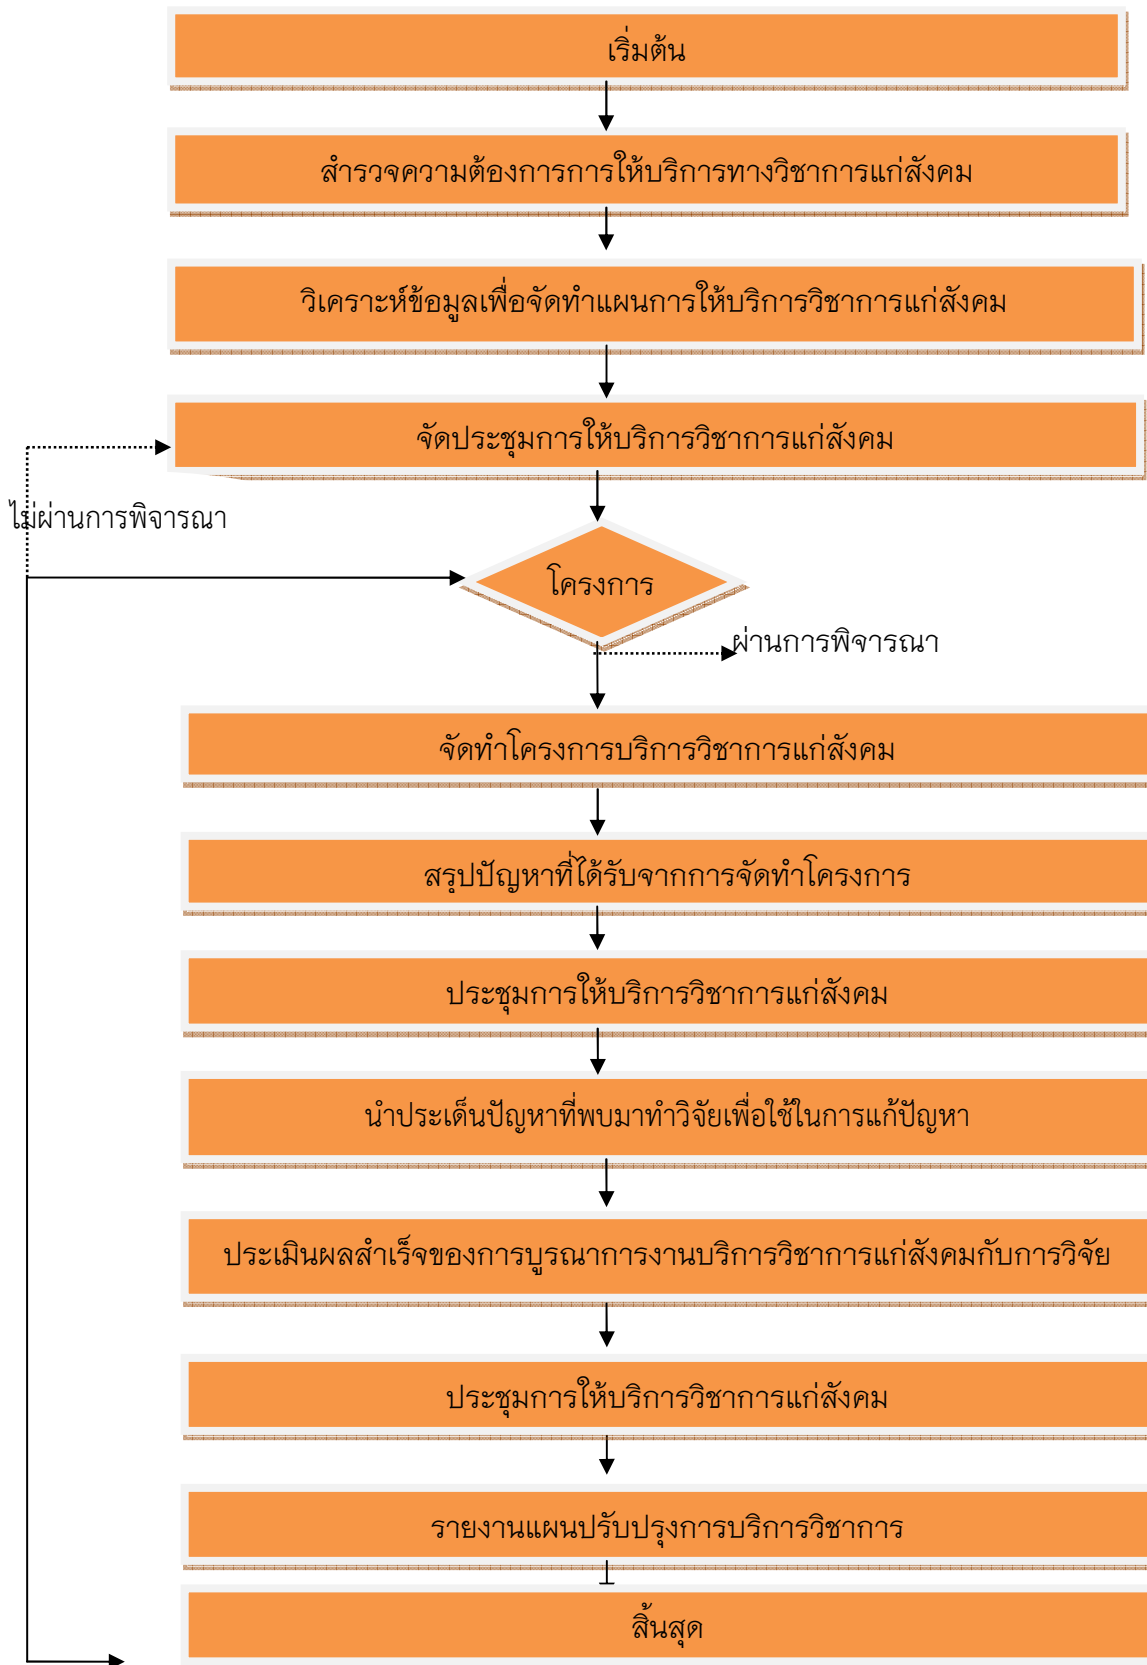 เริ่มต้น
สำรวจความต้องการการให้บริการทางวิชาการแก่สังคม
วิเคราะห์ข้อมูลเพื่อจัดทำแผนการให้บริการวิชาการแก่สังคม
จัดประชุมการให้บริการวิชาการแก่สังคม
ไม่ผ่านการพิจารณา
โครงการ
ผ่านการพิจารณา
จัดทำโครงการบริการวิชาการแก่สังคม
สรุปปัญหาที่ได้รับจากการจัดทำโครงการ
ประชุมการให้บริการวิชาการแก่สังคม
นำประเด็นปัญหาที่พบมาทำวิจัยเพื่อใช้ในการแก้ปัญหา
ประเมินผลสำเร็จของการบูรณาการงานบริการวิชาการแก่สังคมกับการวิจัย
ประชุมการให้บริการวิชาการแก่สังคม
รายงานแผนปรับปรุงการบริการวิชาการ
สิ้นสุด